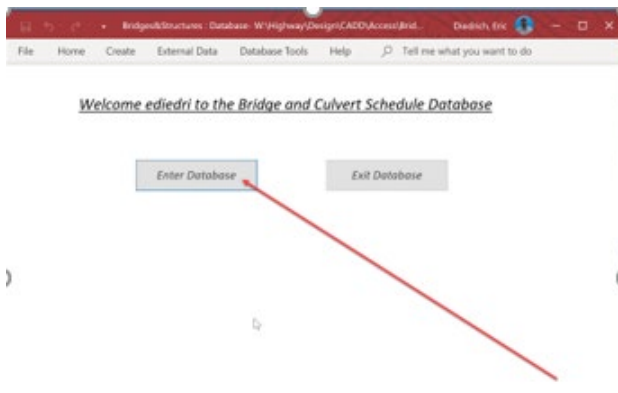 Bridges&Structures : Database- W:\Highway\Design\CADD\Access\Brid... Diedrich, Eric
File Home Create External Data Database Tools Help Tell me what you want to do
Welcome ediedri to the Bridge and Culvert Schedule Database
Enter Database Exit Database